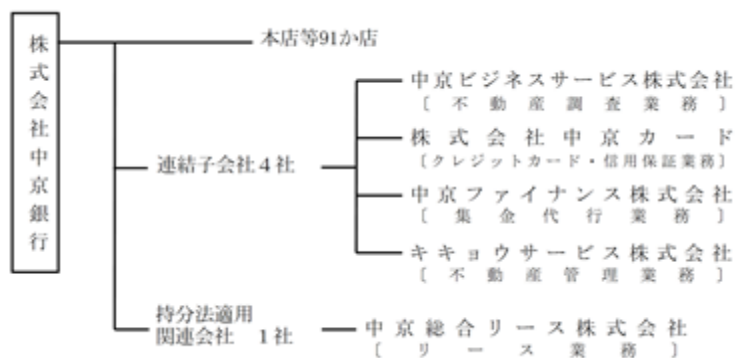 株式会社中京銀行
本店等91か店
連結子会社4社
中京ビジネスサービス株式会社
〔不動産調査業務〕
株式会社中京カード
〔クレジットカード・信用保証業務〕
中京ファイナンス株式会社
〔集金代行業務〕
キキョウサービス株式会社
〔不動産管理業務〕
持分法適用
関連会社 1社
中京総合リース株式会社
〔リース業務〕